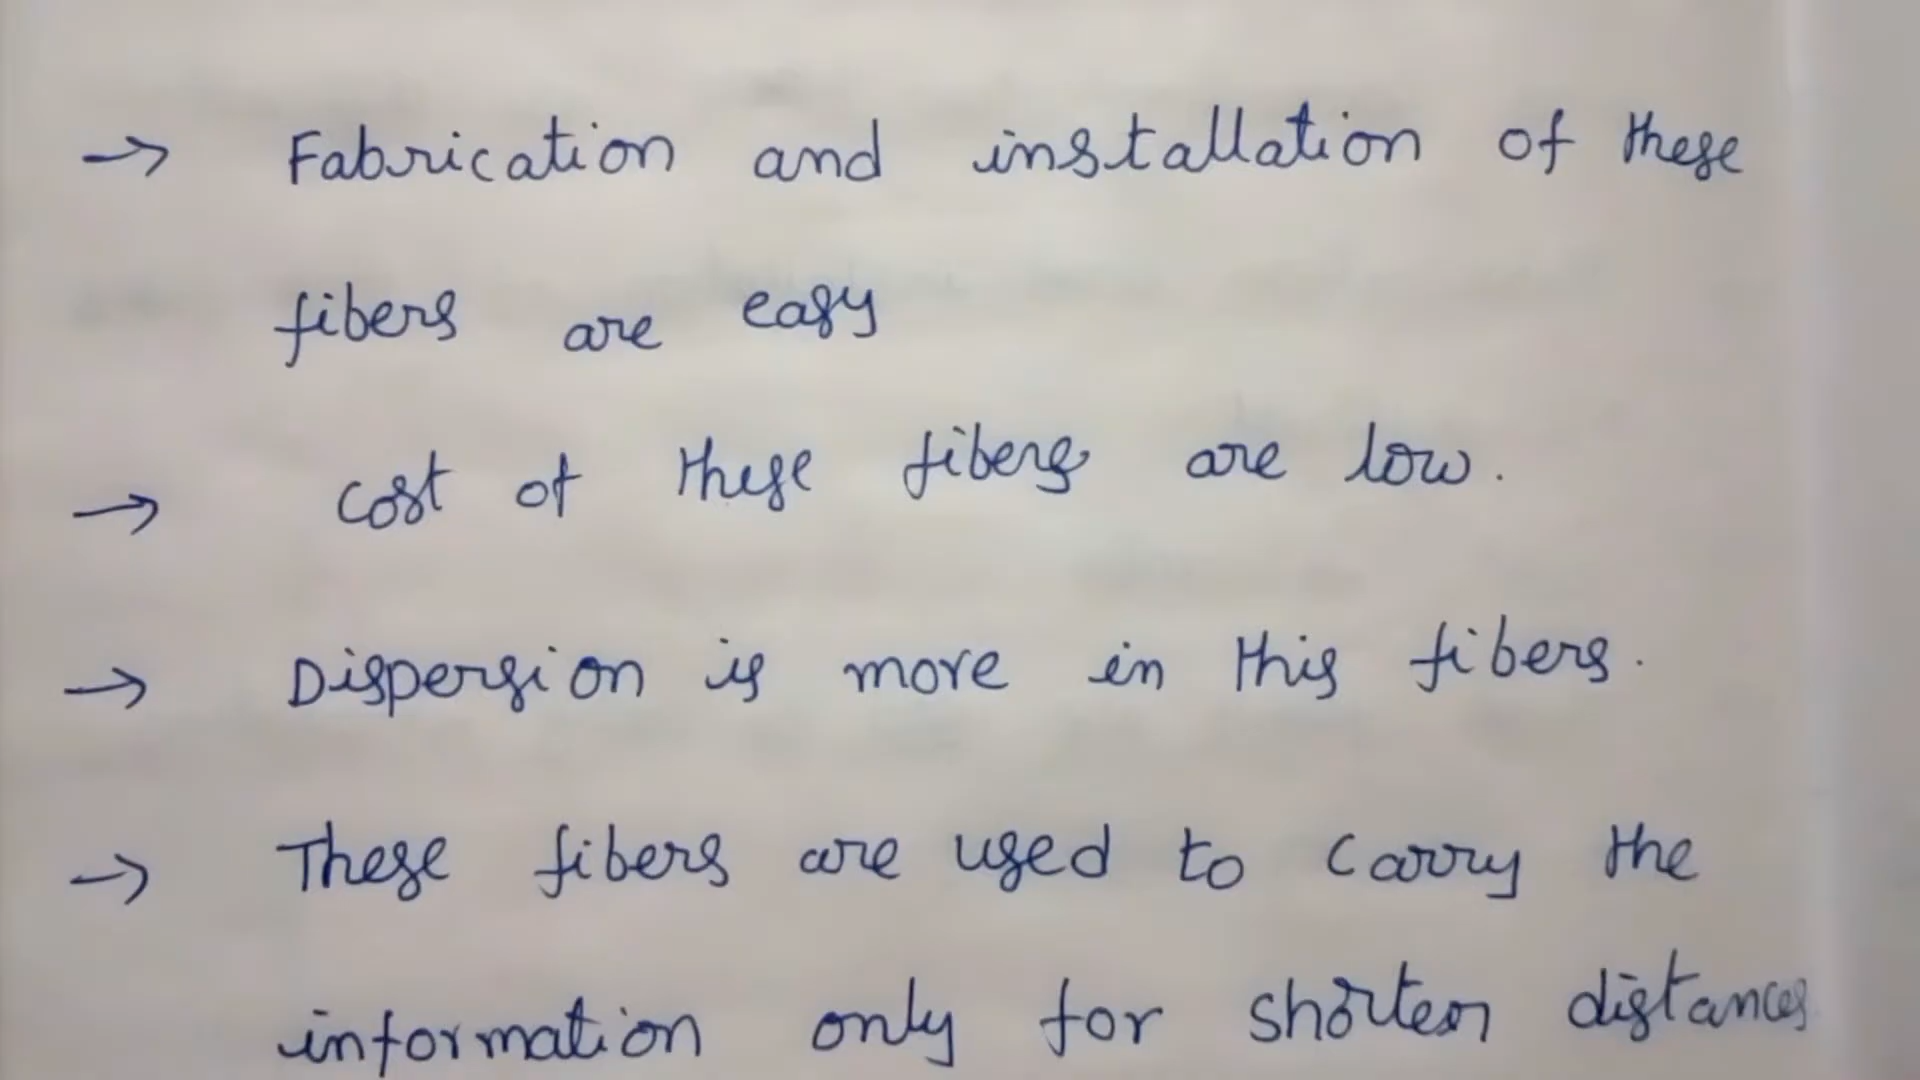 → Fabrication and installation of these
fibers are easy
→ cost of these fibers are low.
→ Dispersion is more in this fibers.
→ These fibers are used to carry the
information only for shorter distances